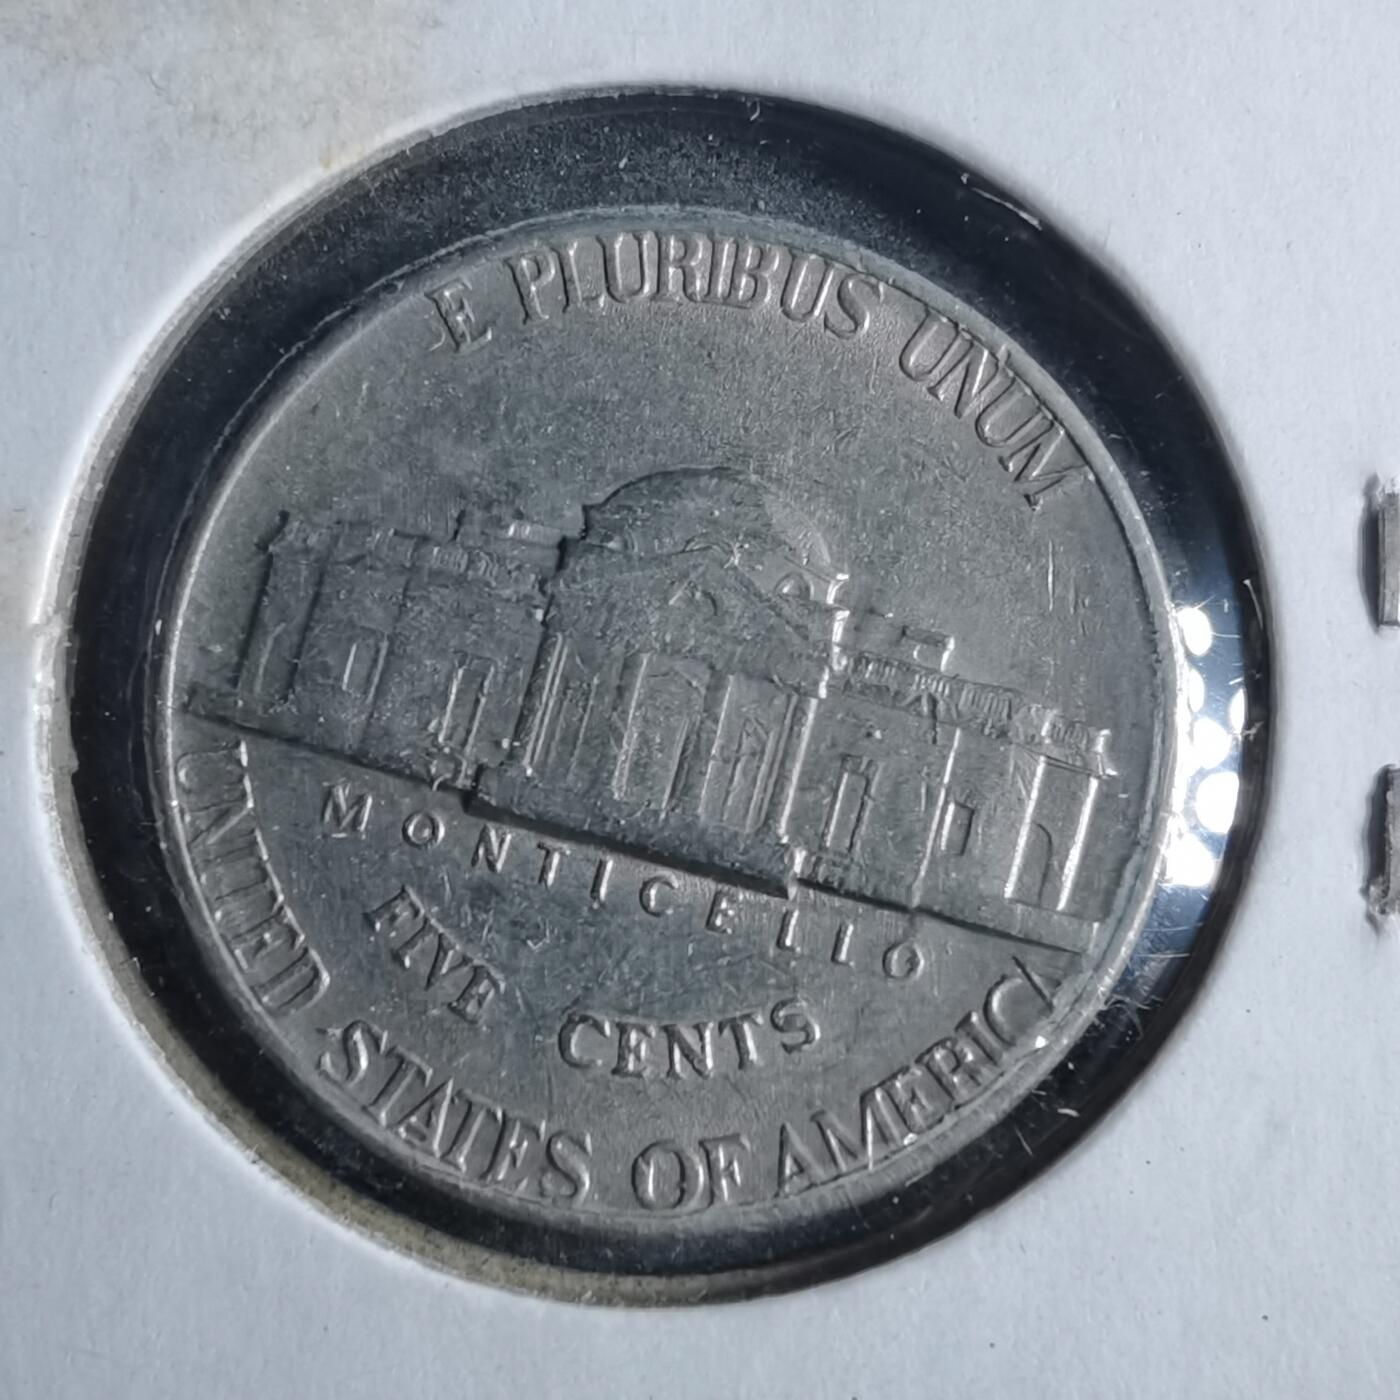 E PLURIBUS UNUM
MONTICELLO
FIVE CENTS
UNITED STATES OF AMERICA